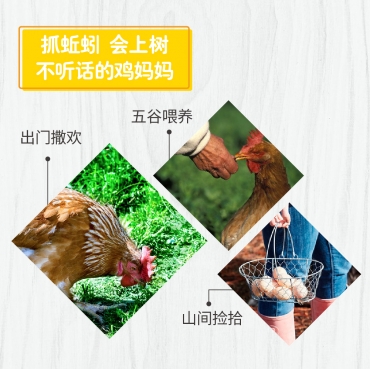 抓蚯蚓 会上树
不听话的鸡妈妈
五谷喂养
出门撒欢
山间捡拾